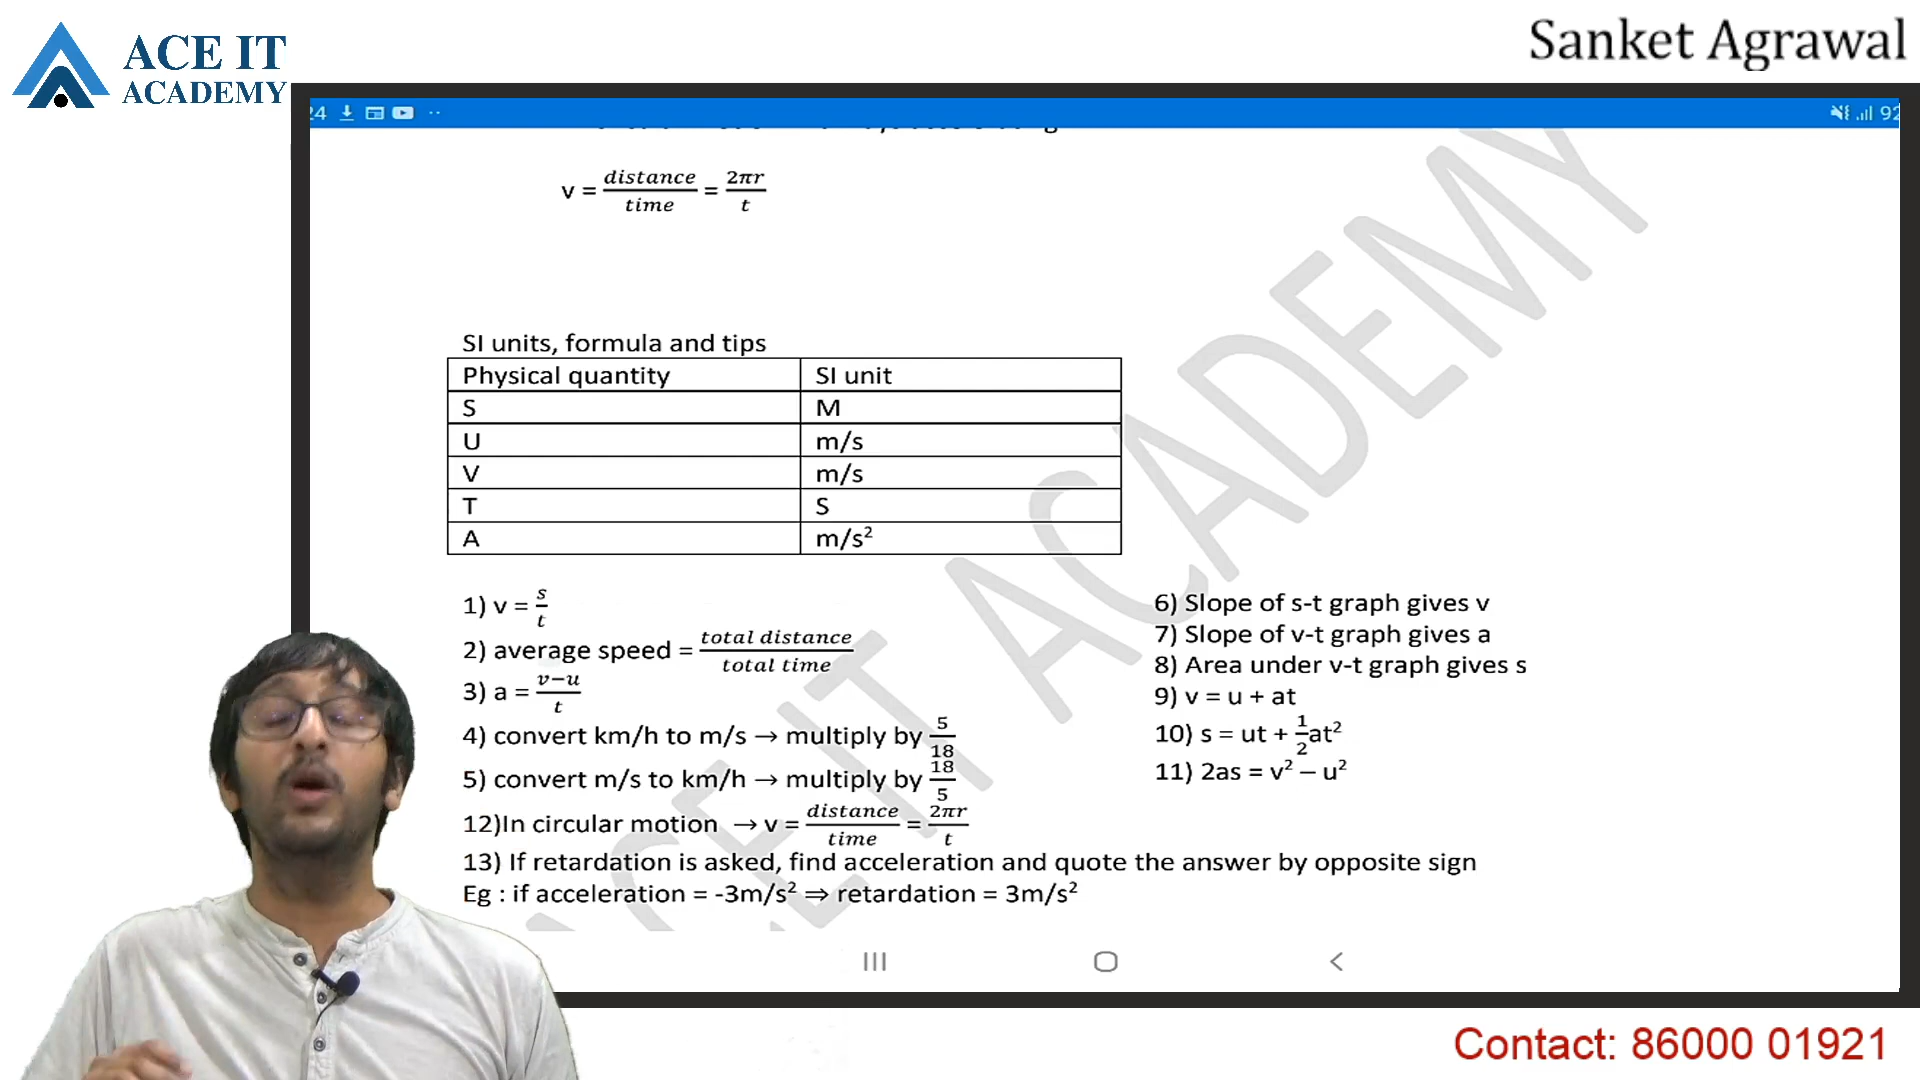 ACE IT
ACADEMY
Sanket Agrawal
24
92
v = distance/time = 2πr/t
SI units, formula and tips
Physical quantity SI unit
S M
U m/s
V m/s
T S
A m/s²
1) v = s/t
2) average speed = total distance/total time
3) a = v−u/t
4) convert km/h to m/s → multiply by 5/18
5) convert m/s to km/h → multiply by 18/5
6) Slope of s-t graph gives v
7) Slope of v-t graph gives a
8) Area under v-t graph gives s
9) v = u + at
10) s = ut + 1/2at²
11) 2as = v² – u²
12)In circular motion → v = distance/time = 2πr/t
13) If retardation is asked, find acceleration and quote the answer by opposite sign
Eg : if acceleration = -3m/s² ⇒ retardation = 3m/s²
ACE IT ACADEMY
Contact: 86000 01921